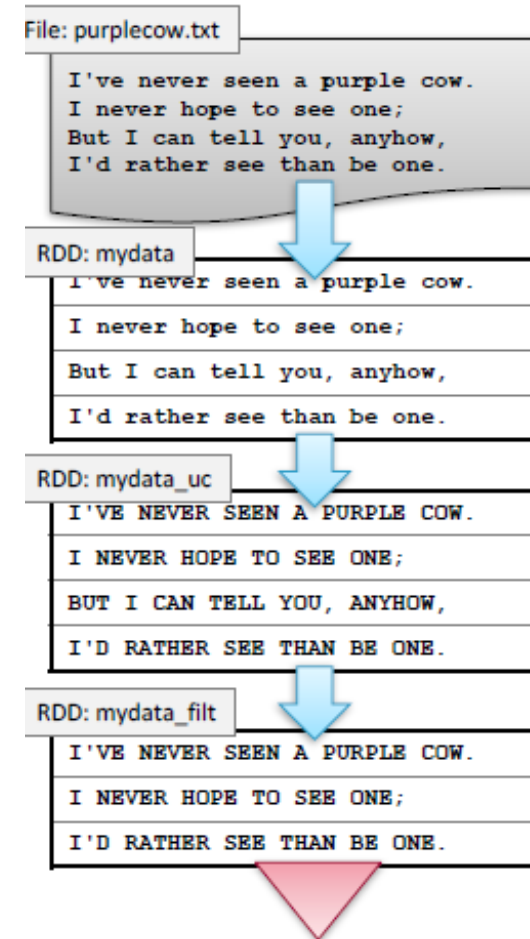 File: purplecow.txt
I've never seen a purple cow.
I never hope to see one;
But I can tell you, anyhow,
I'd rather see than be one.
RDD: mydata
I've never seen a purple cow.
I never hope to see one;
But I can tell you, anyhow,
I'd rather see than be one.
RDD: mydata_uc
I'VE NEVER SEEN A PURPLE COW.
I NEVER HOPE TO SEE ONE;
BUT I CAN TELL YOU, ANYHOW,
I'D RATHER SEE THAN BE ONE.
RDD: mydata_filt
I'VE NEVER SEEN A PURPLE COW.
I NEVER HOPE TO SEE ONE;
I'D RATHER SEE THAN BE ONE.